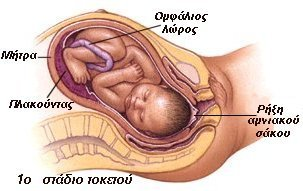 Ομφάλιος
Λώρος
Μήτρα
Πλακούντας
Ρήξη
αμνιακού
σάκου
1ο στάδιο τοκετού